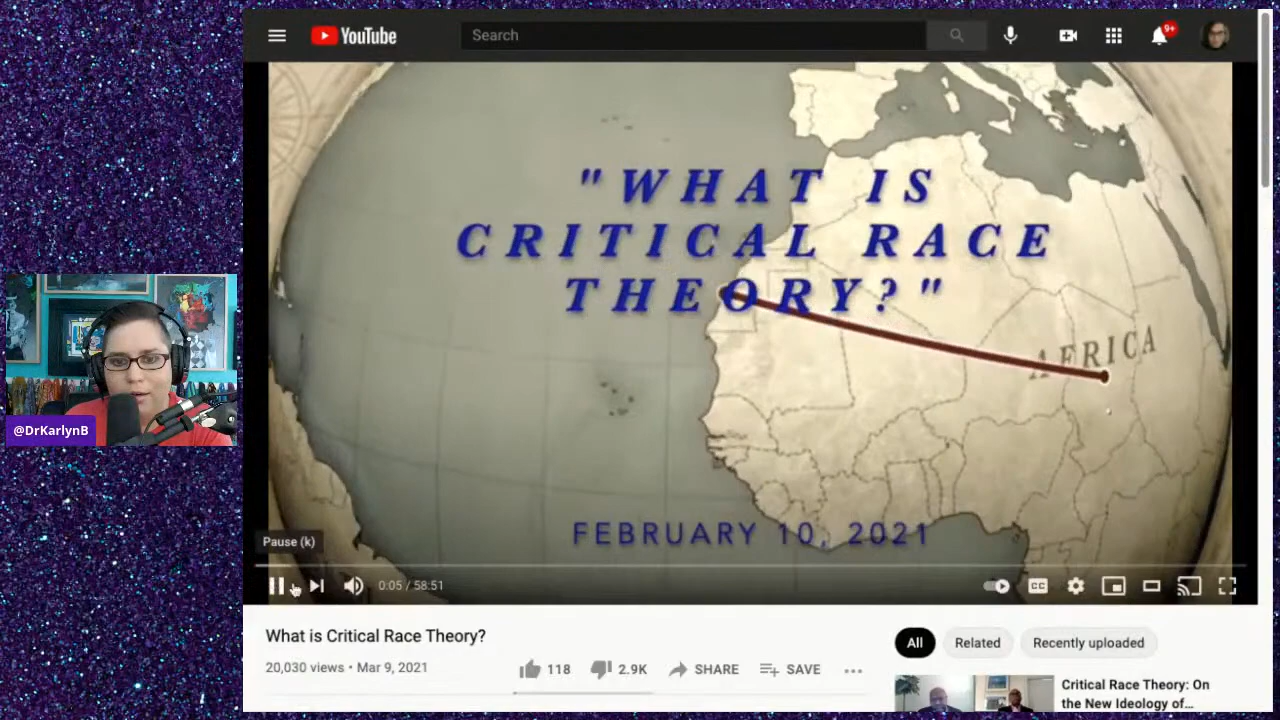 YouTube
Search
9+
"WHAT IS
CRITICAL RACE
THEORY?"
AFRICA
FEBRUARY 10, 2021
@DrKarlynB
Pause (k)
0:05 / 58:51
CC
What is Critical Race Theory?
20,030 views • Mar 9, 2021
118
2.9K
SHARE
SAVE
All
Related
Recently uploaded
Critical Race Theory: On
the New Ideology of...